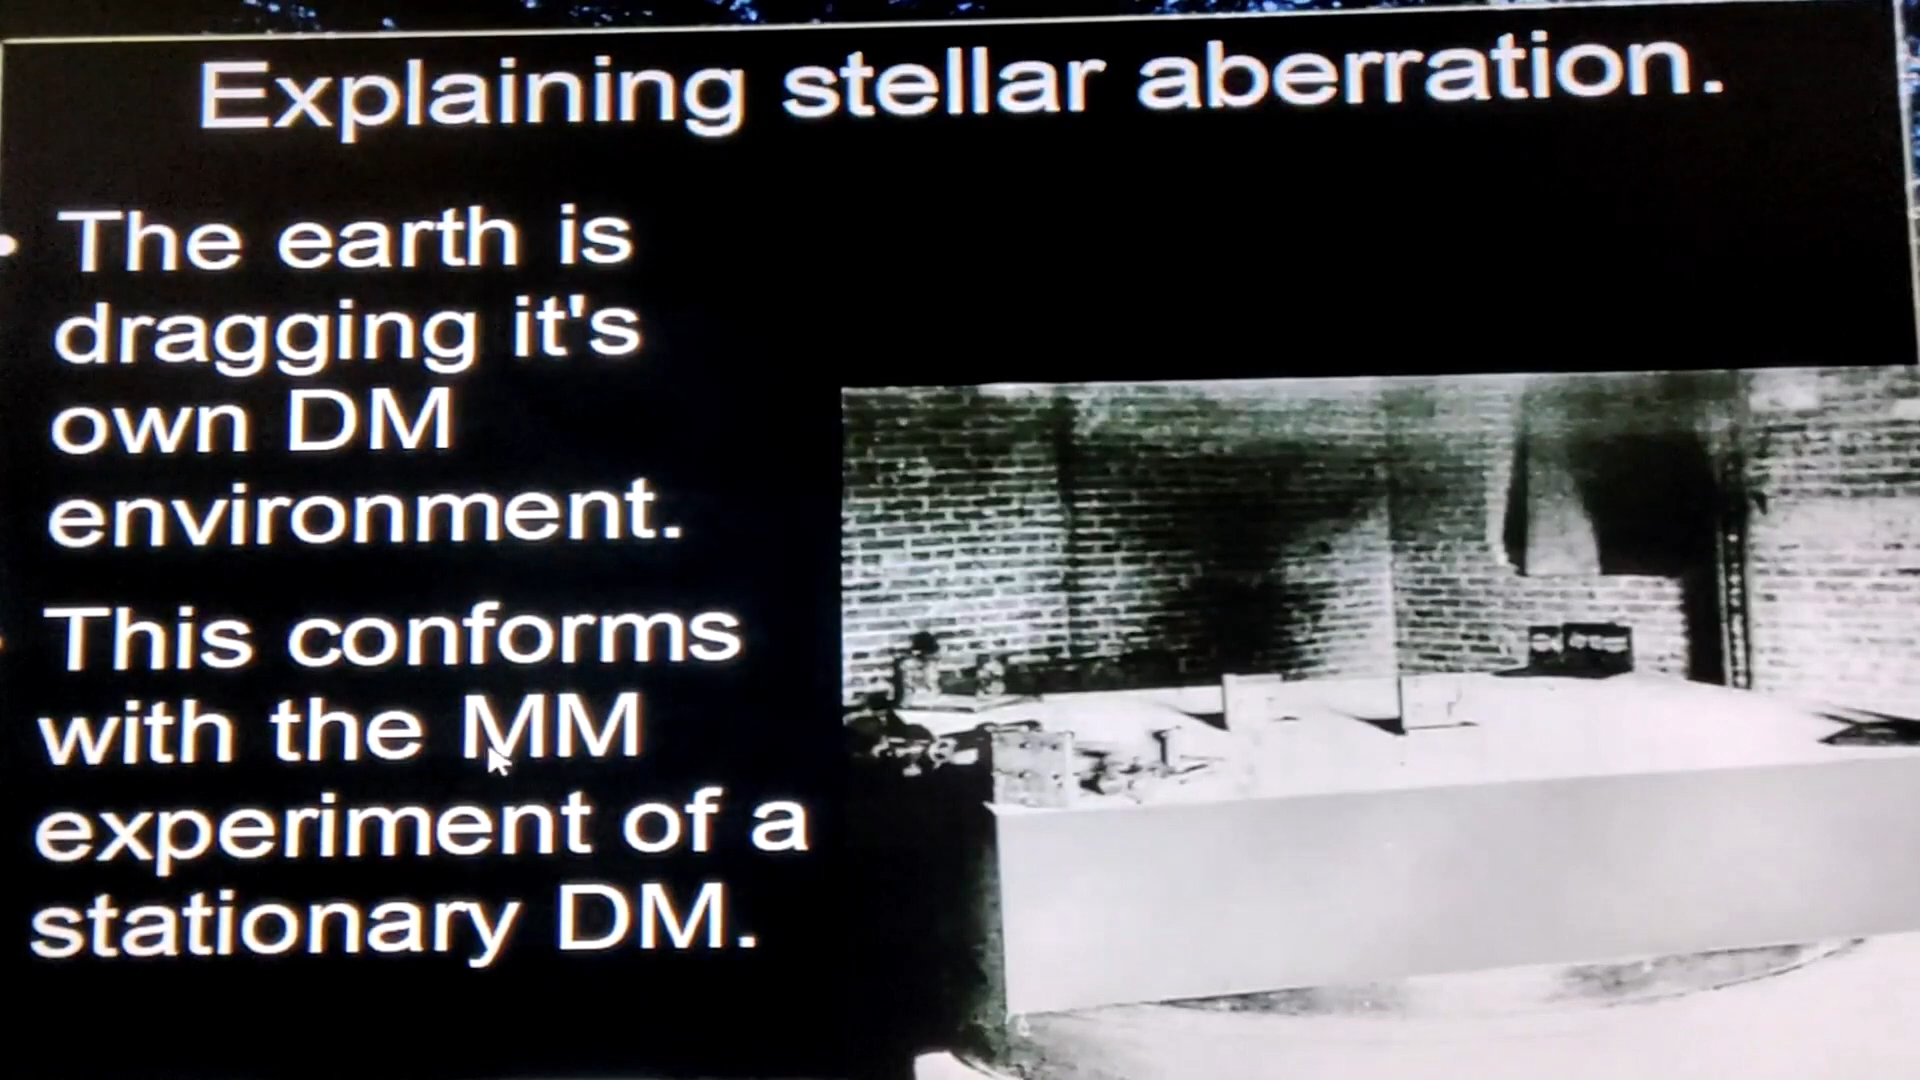 Explaining stellar aberration.
• The earth is
dragging it's
own DM
environment.
• This conforms
with the MM
experiment of a
stationary DM.